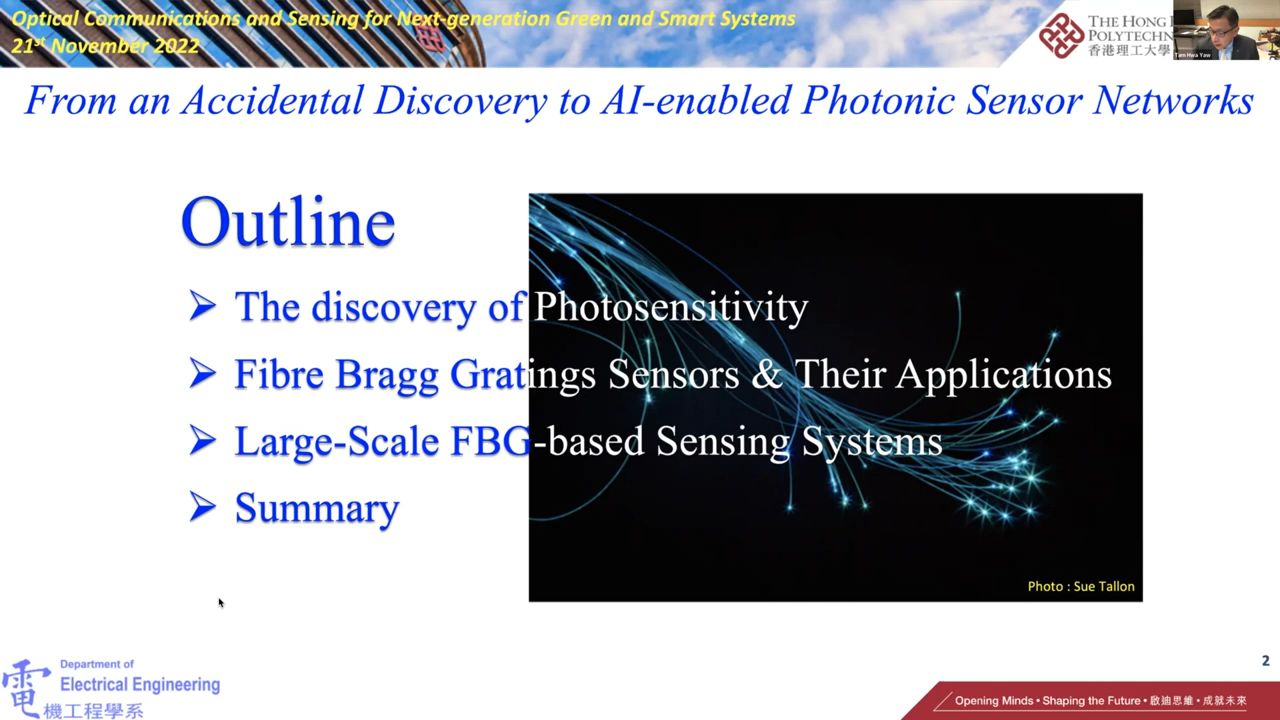 Optical Communications and Sensing for Next-generation Green and Smart Systems
21st November 2022
THE HONG
POLYTECHN
香港理工大學
Tam Hwa Yaw
From an Accidental Discovery to AI-enabled Photonic Sensor Networks
Outline
➢ The discovery of Photosensitivity
➢ Fibre Bragg Gratings Sensors & Their Applications
➢ Large-Scale FBG-based Sensing Systems
➢ Summary
Photo : Sue Tallon
2
電
Department of
Electrical Engineering
機工程學系
Opening Minds • Shaping the Future • 啟迪思維 • 成就未來